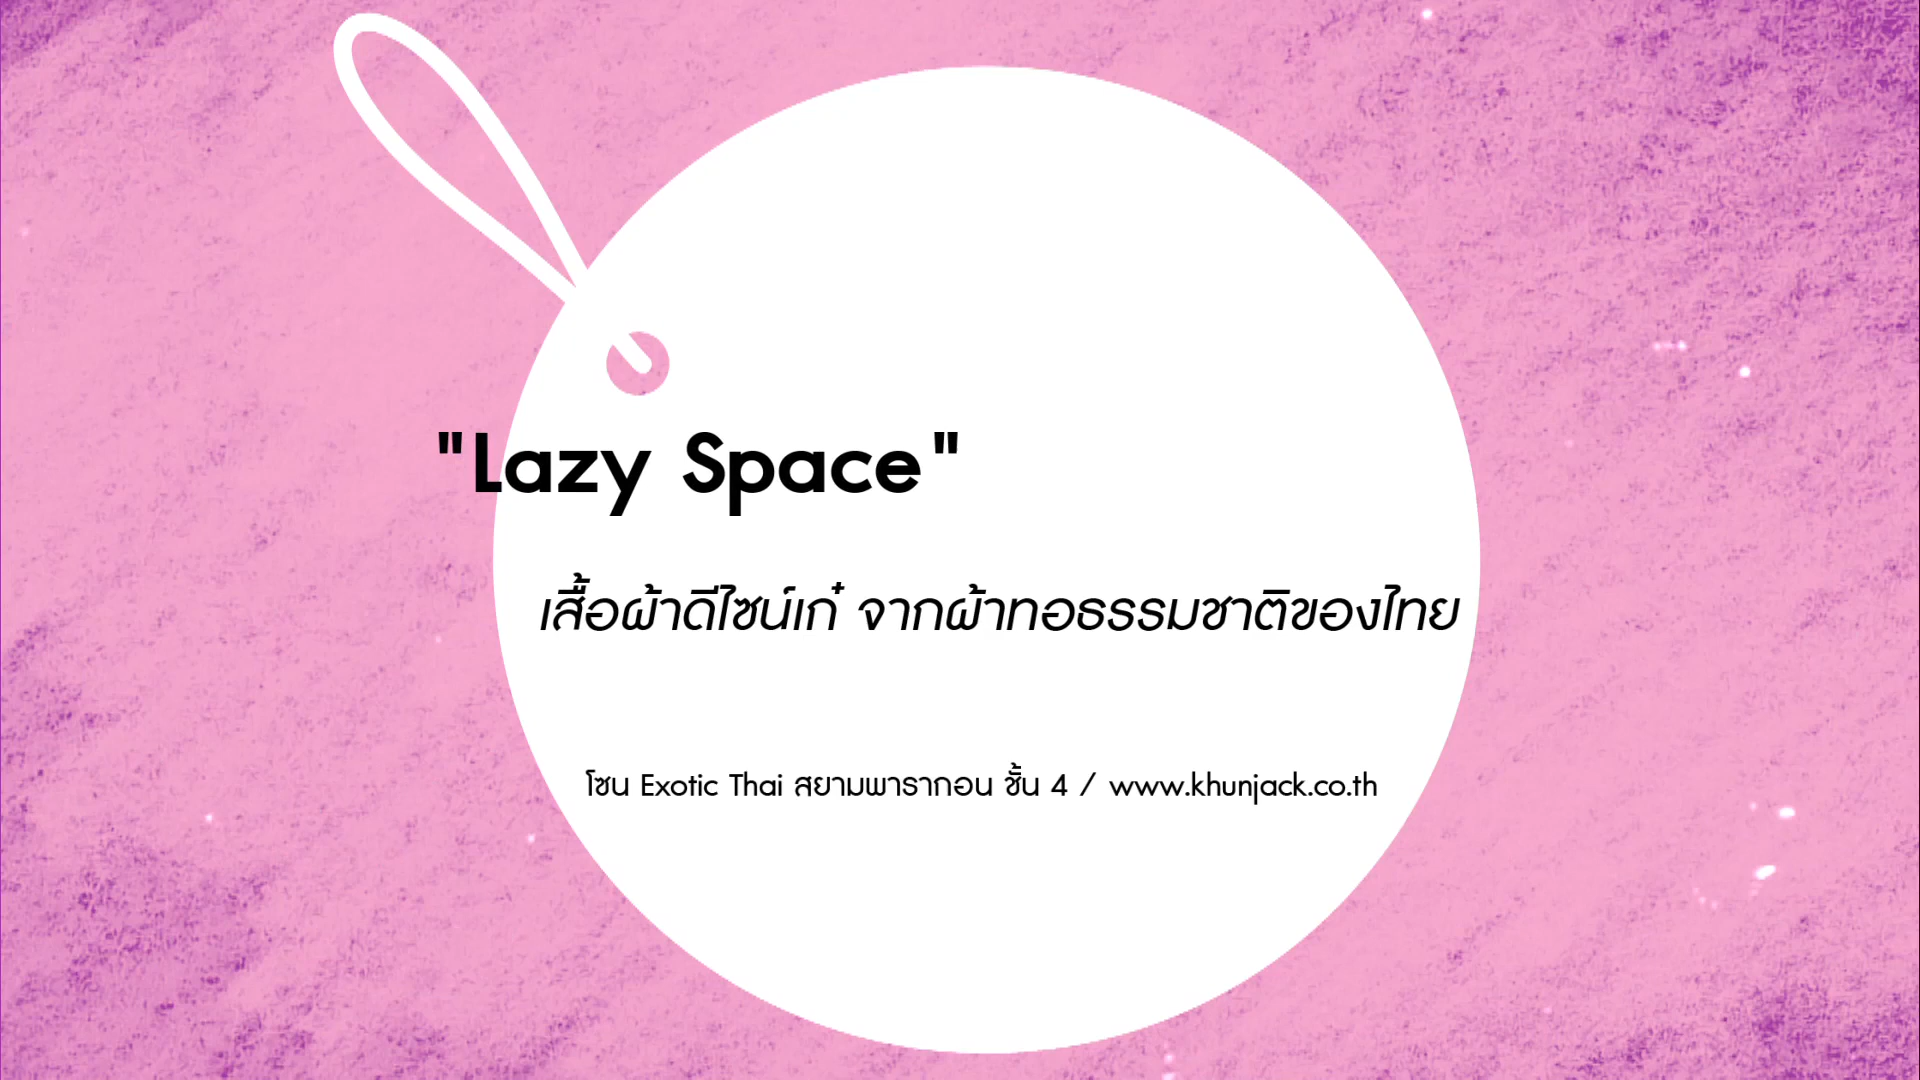 "Lazy Space"
เสื้อผ้าดีไซน์เก๋ จากผ้าทอธรรมชาติของไทย
โซน Exotic Thai สยามพารากอน ชั้น 4 / www.khunjack.co.th